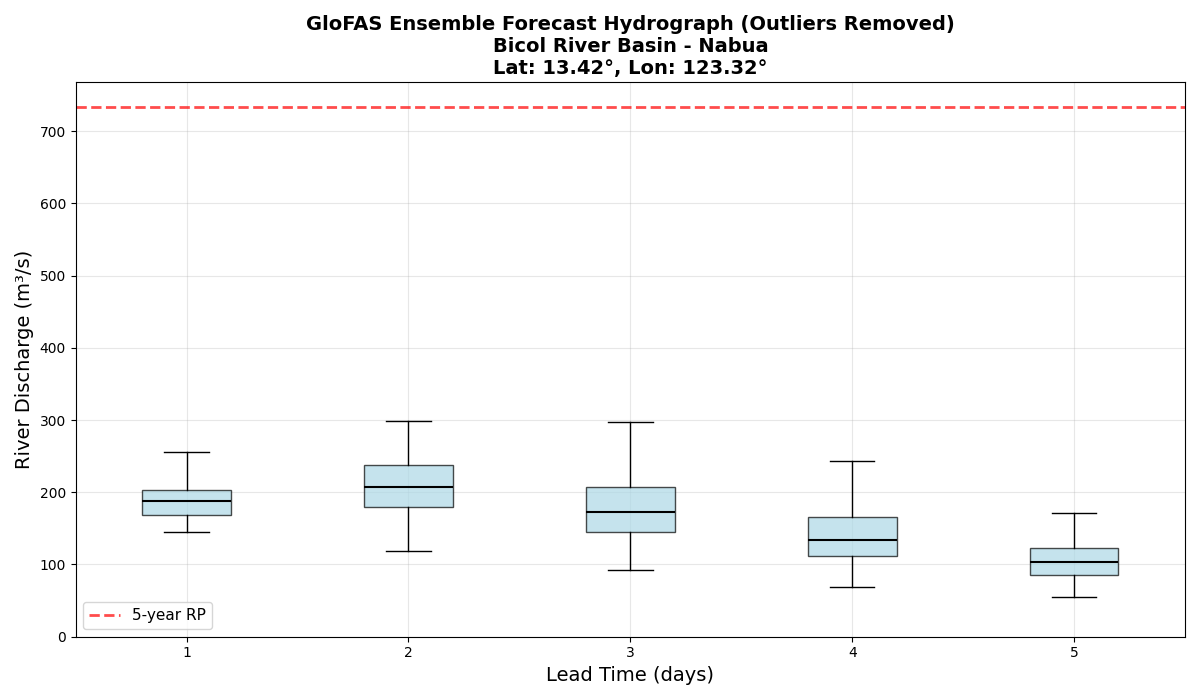 GloFAS Ensemble Forecast Hydrograph (Outliers Removed)
Bicol River Basin - Nabua
Lat: 13.42°, Lon: 123.32°
River Discharge (m³/s)
700
600
500
400
300
200
100
0
5-year RP
1 2 3 4 5
Lead Time (days)